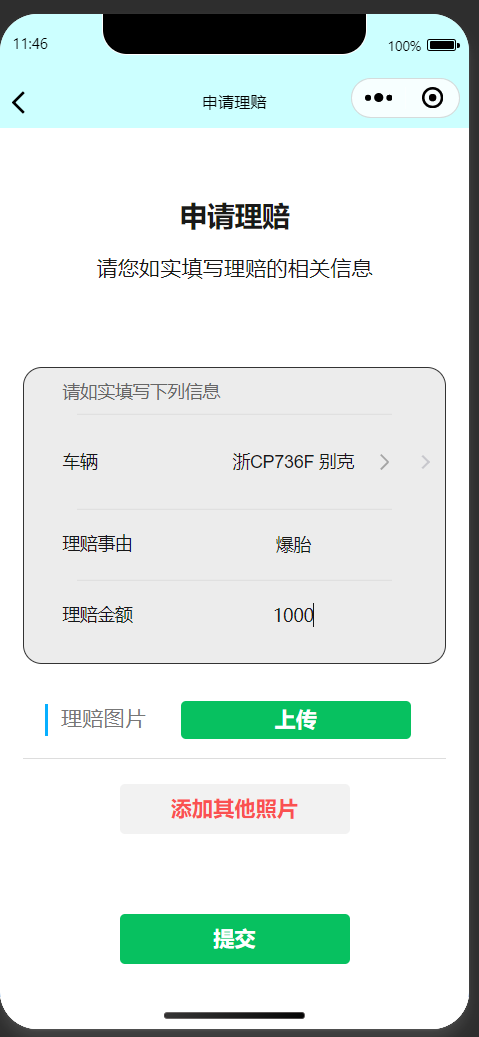 11:46
100%
申请理赔
申请理赔
请您如实填写理赔的相关信息
请如实填写下列信息
车辆 浙CP736F 别克
理赔事由 爆胎
理赔金额 1000
理赔图片 上传
添加其他照片
提交